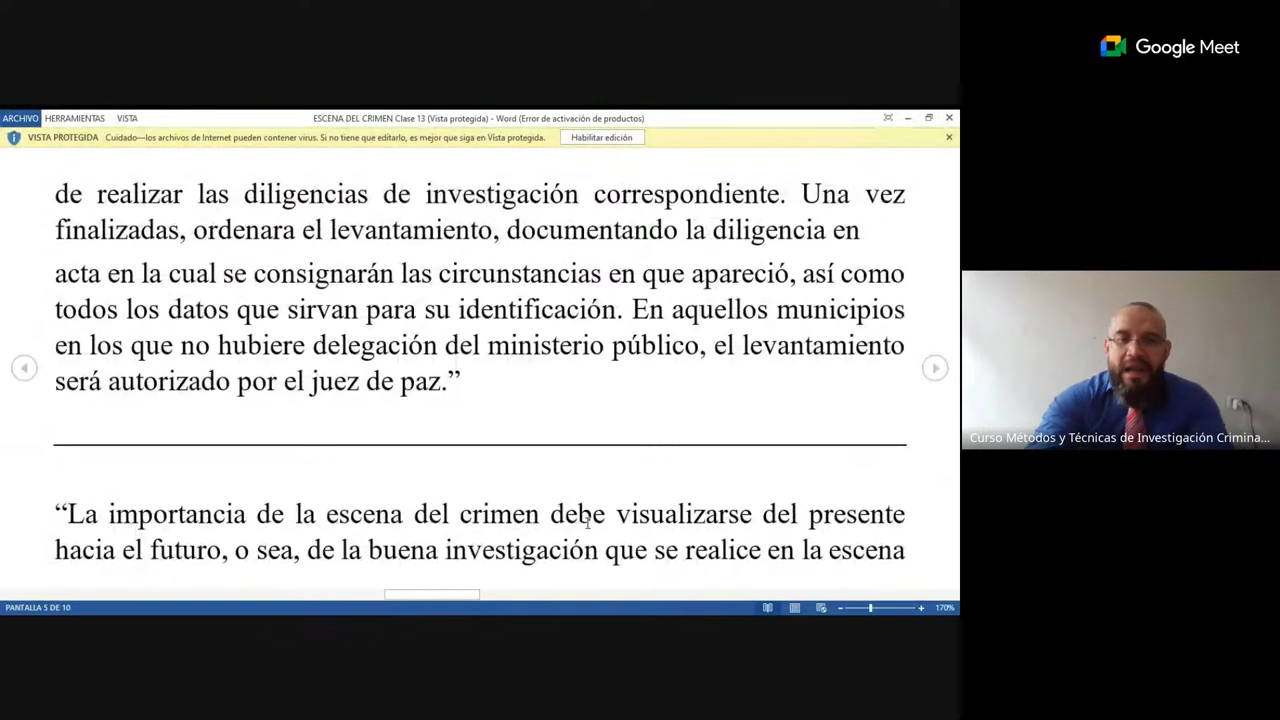 Google Meet
ARCHIVO HERRAMIENTAS VISTA ESCENA DEL CRIMEN Clase 13 (Vista protegida) - Word (Error de activación de productos)
VISTA PROTEGIDA Cuidado—los archivos de Internet pueden contener virus. Si no tiene que editarlo, es mejor que siga en Vista protegida. Habilitar edición
de realizar las diligencias de investigación correspondiente. Una vez
finalizadas, ordenara el levantamiento, documentando la diligencia en
acta en la cual se consignarán las circunstancias en que apareció, así como
todos los datos que sirvan para su identificación. En aquellos municipios
en los que no hubiere delegación del ministerio público, el levantamiento
será autorizado por el juez de paz.”
“La importancia de la escena del crimen debe visualizarse del presente
hacia el futuro, o sea, de la buena investigación que se realice en la escena
PANTALLA 5 DE 10 170%
Curso Métodos y Técnicas de Investigación Crimina...